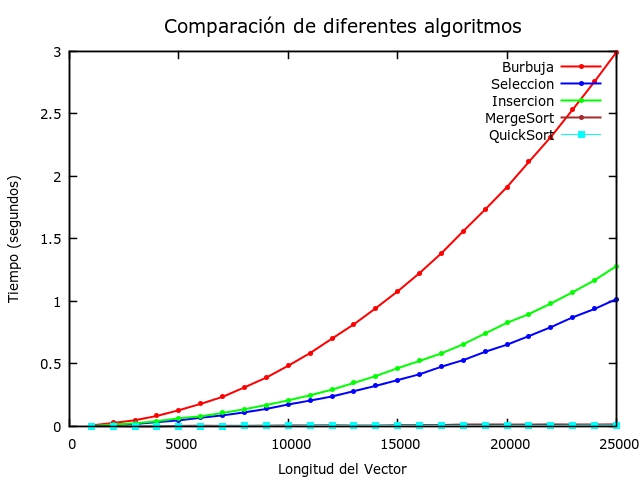 Comparación de diferentes algoritmos
3
2.5
2
1.5
1
0.5
0
Tiempo (segundos)
Burbuja
Seleccion
Insercion
MergeSort
QuickSort
0 5000 10000 15000 20000 25000
Longitud del Vector